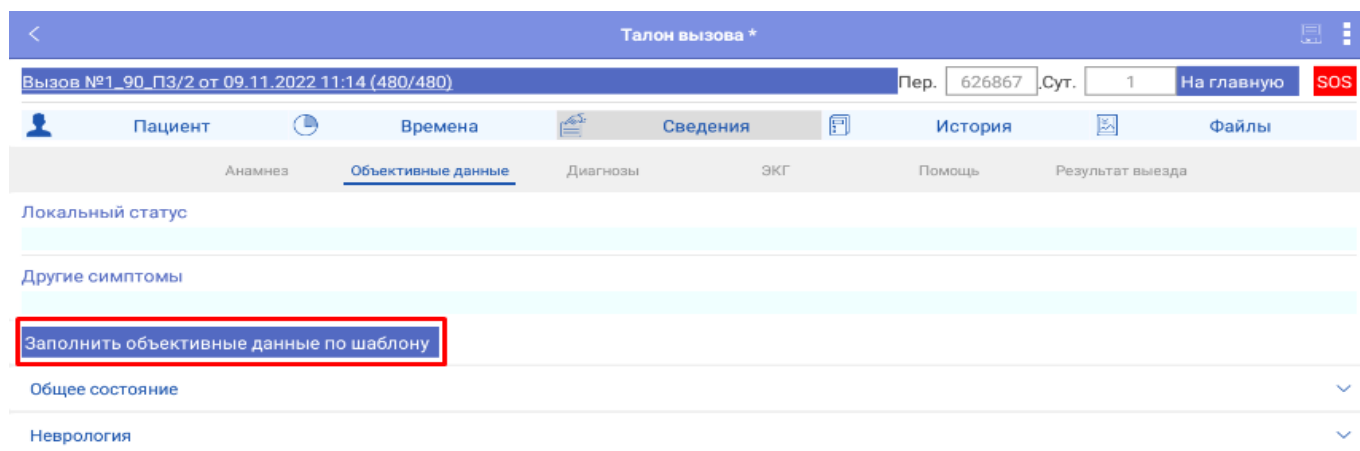 Талон вызова *
Вызов №1_90_ПЗ/2 от 09.11.2022 11:14 (480/480) Пер. 626867 .Сут. 1 На главную SOS
Пациент Времена Сведения История Файлы
Анамнез Объективные данные Диагнозы ЭКГ Помощь Результат выезда
Локальный статус
Другие симптомы
Заполнить объективные данные по шаблону
Общее состояние
Неврология